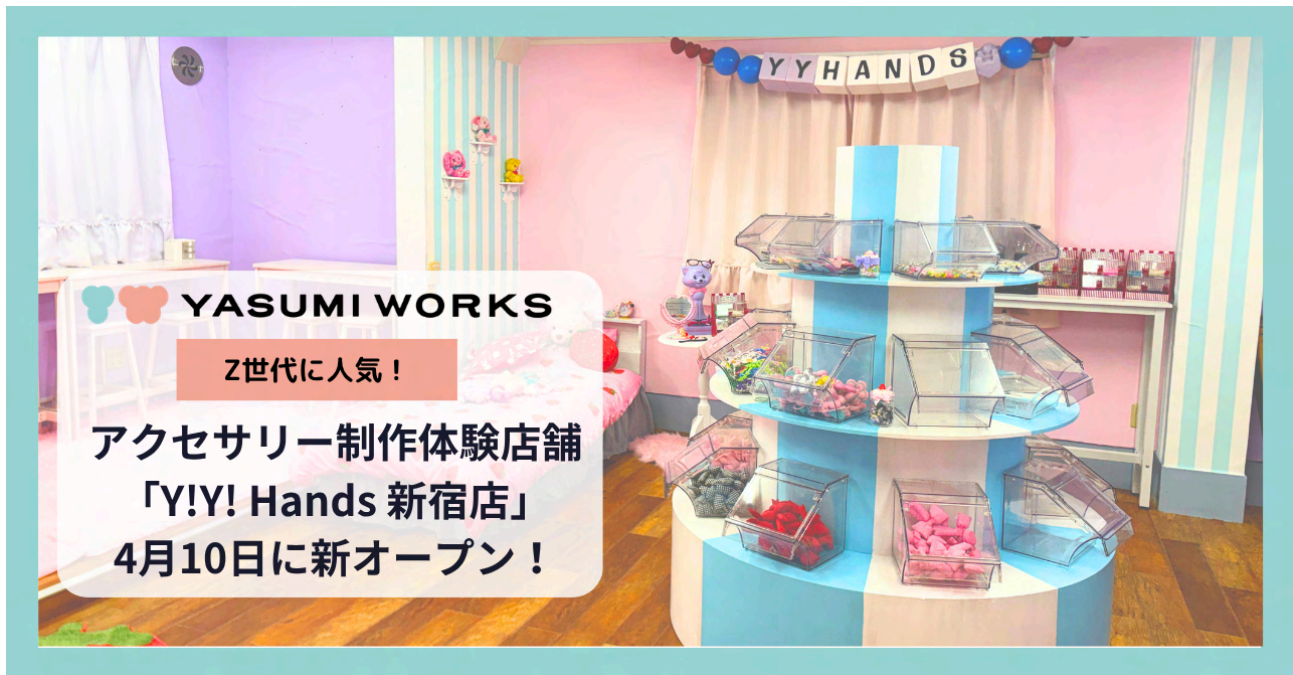 YYHANDS
YASUMI WORKS
Z世代に人気！
アクセサリー制作体験店舗
「Y!Y! Hands 新宿店」
4月10日に新オープン！